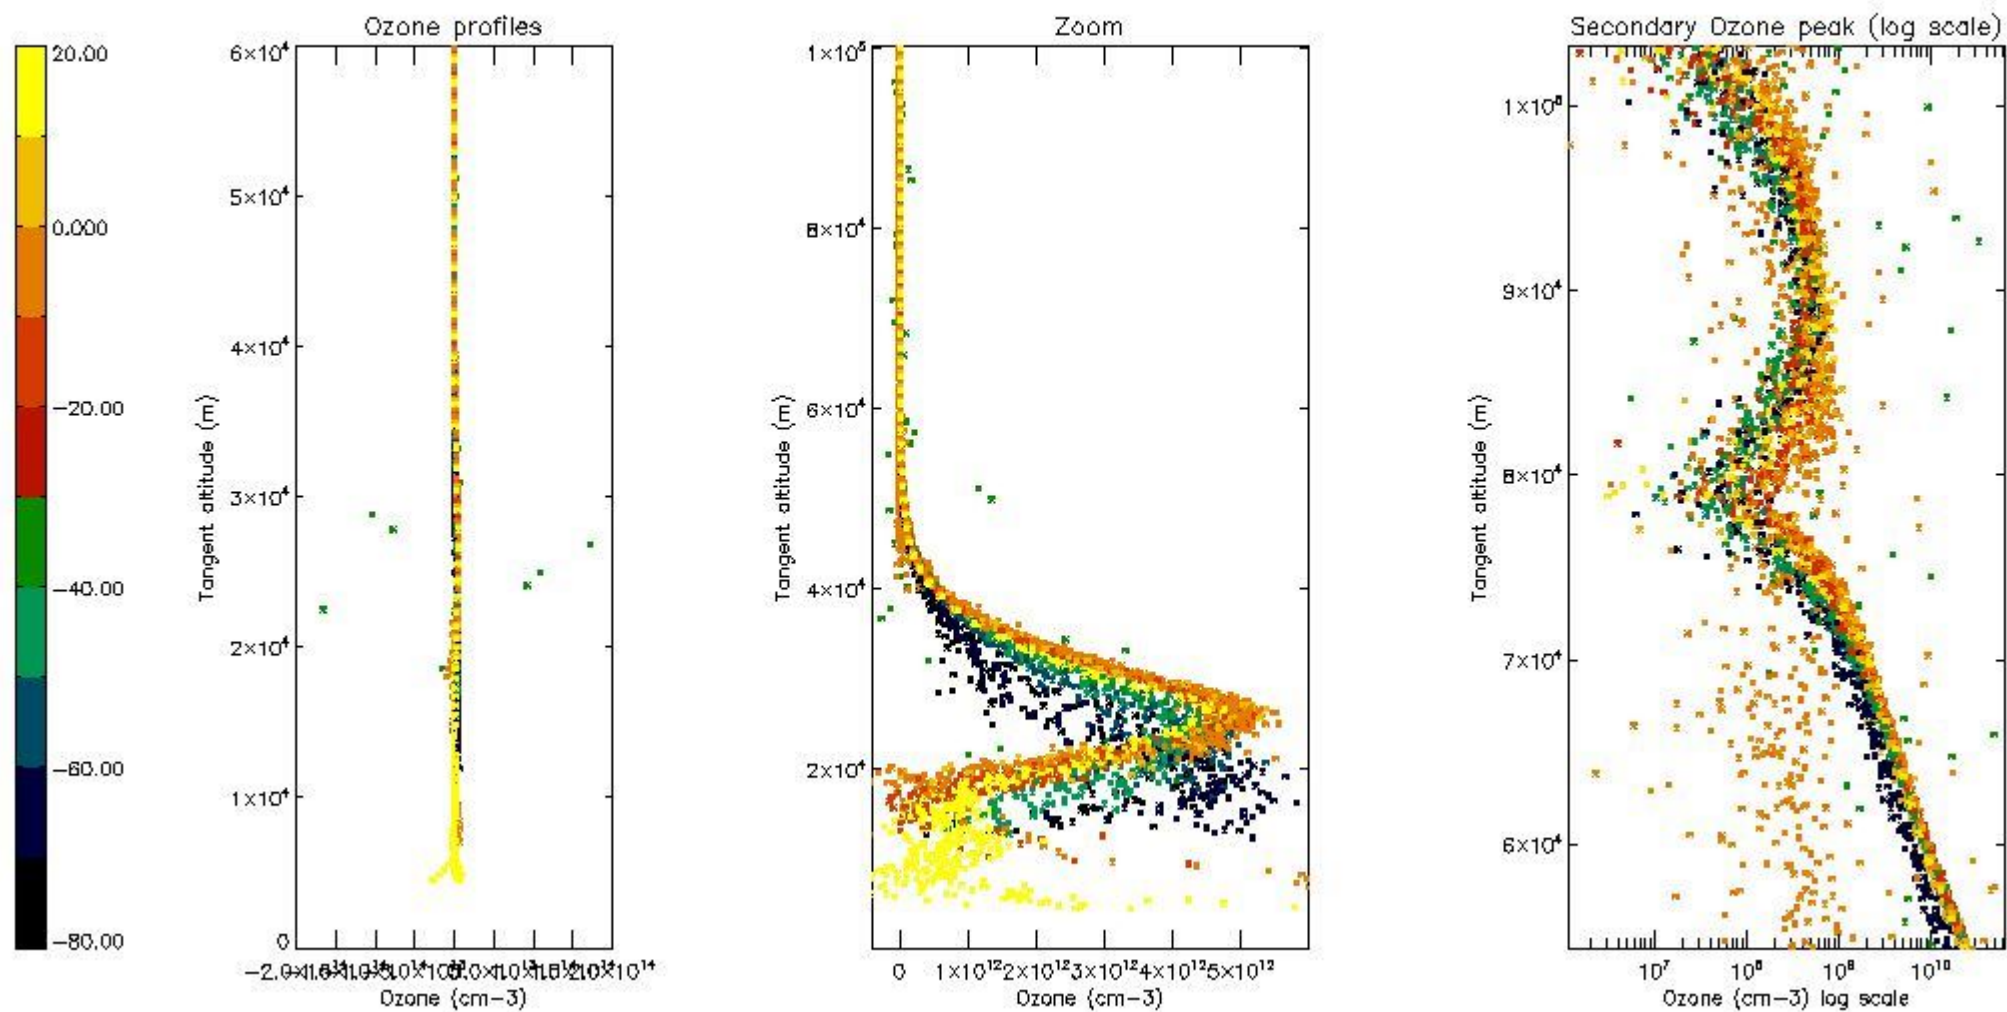 Ozone profiles
Zoom
Secondary Ozone peak (log scale)
20.00
0.000
−20.00
−40.00
−60.00
−80.00
6×10⁴
5×10⁴
4×10⁴
3×10⁴
2×10⁴
1×10⁴
0
Tangent altitude (m)
2.0×10¹⁴
Ozone (cm−3)
1×10⁵
8×10⁴
6×10⁴
4×10⁴
2×10⁴
Tangent altitude (m)
0 1×10¹² 2×10¹² 3×10¹² 4×10¹² 5×10¹²
Ozone (cm−3)
9×10⁴
8×10⁴
7×10⁴
6×10⁴
Tangent altitude (m)
10⁷ 10⁸ 10⁹ 10¹⁰
Ozone (cm−3) log scale